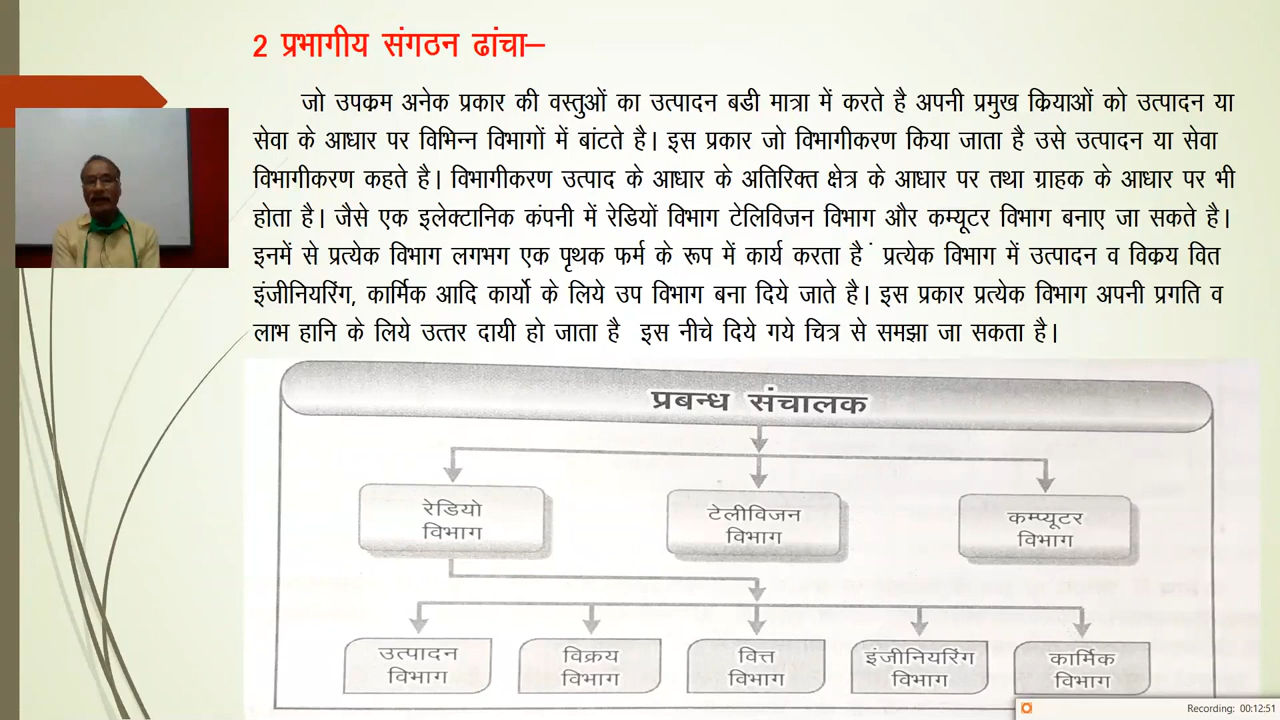 2 प्रभागीय संगठन ढांचा–
जो उपक्रम अनेक प्रकार की वस्तुओं का उत्पादन बडी मात्रा में करते है अपनी प्रमुख क्रियाओं को उत्पादन या
सेवा के आधार पर विभिन्न विभागों में बांटते है। इस प्रकार जो विभागीकरण किया जाता है उसे उत्पादन या सेवा
विभागीकरण कहते है। विभागीकरण उत्पाद के आधार के अतिरिक्त क्षेत्र के आधार पर तथा ग्राहक के आधार पर भी
होता है। जैसे एक इलेक्टानिक कंपनी में रेडियों विभाग टेलिविजन विभाग और कम्यूटर विभाग बनाए जा सकते है।
इनमें से प्रत्येक विभाग लगभग एक पृथक फर्म के रूप में कार्य करता है ˙ प्रत्येक विभाग में उत्पादन व विक्रय वित
इंजीनियरिंग, कार्मिक आदि कार्यो के लिये उप विभाग बना दिये जाते है। इस प्रकार प्रत्येक विभाग अपनी प्रगति व
लाभ हानि के लिये उत्तर दायी हो जाता है इस नीचे दिये गये चित्र से समझा जा सकता है।
प्रबन्ध संचालक
रेडियो
विभाग
टेलीविजन
विभाग
कम्प्यूटर
विभाग
उत्पादन
विभाग
विक्रय
विभाग
वित्त
विभाग
इंजीनियरिंग
विभाग
कार्मिक
विभाग
Recording: 00:12:51